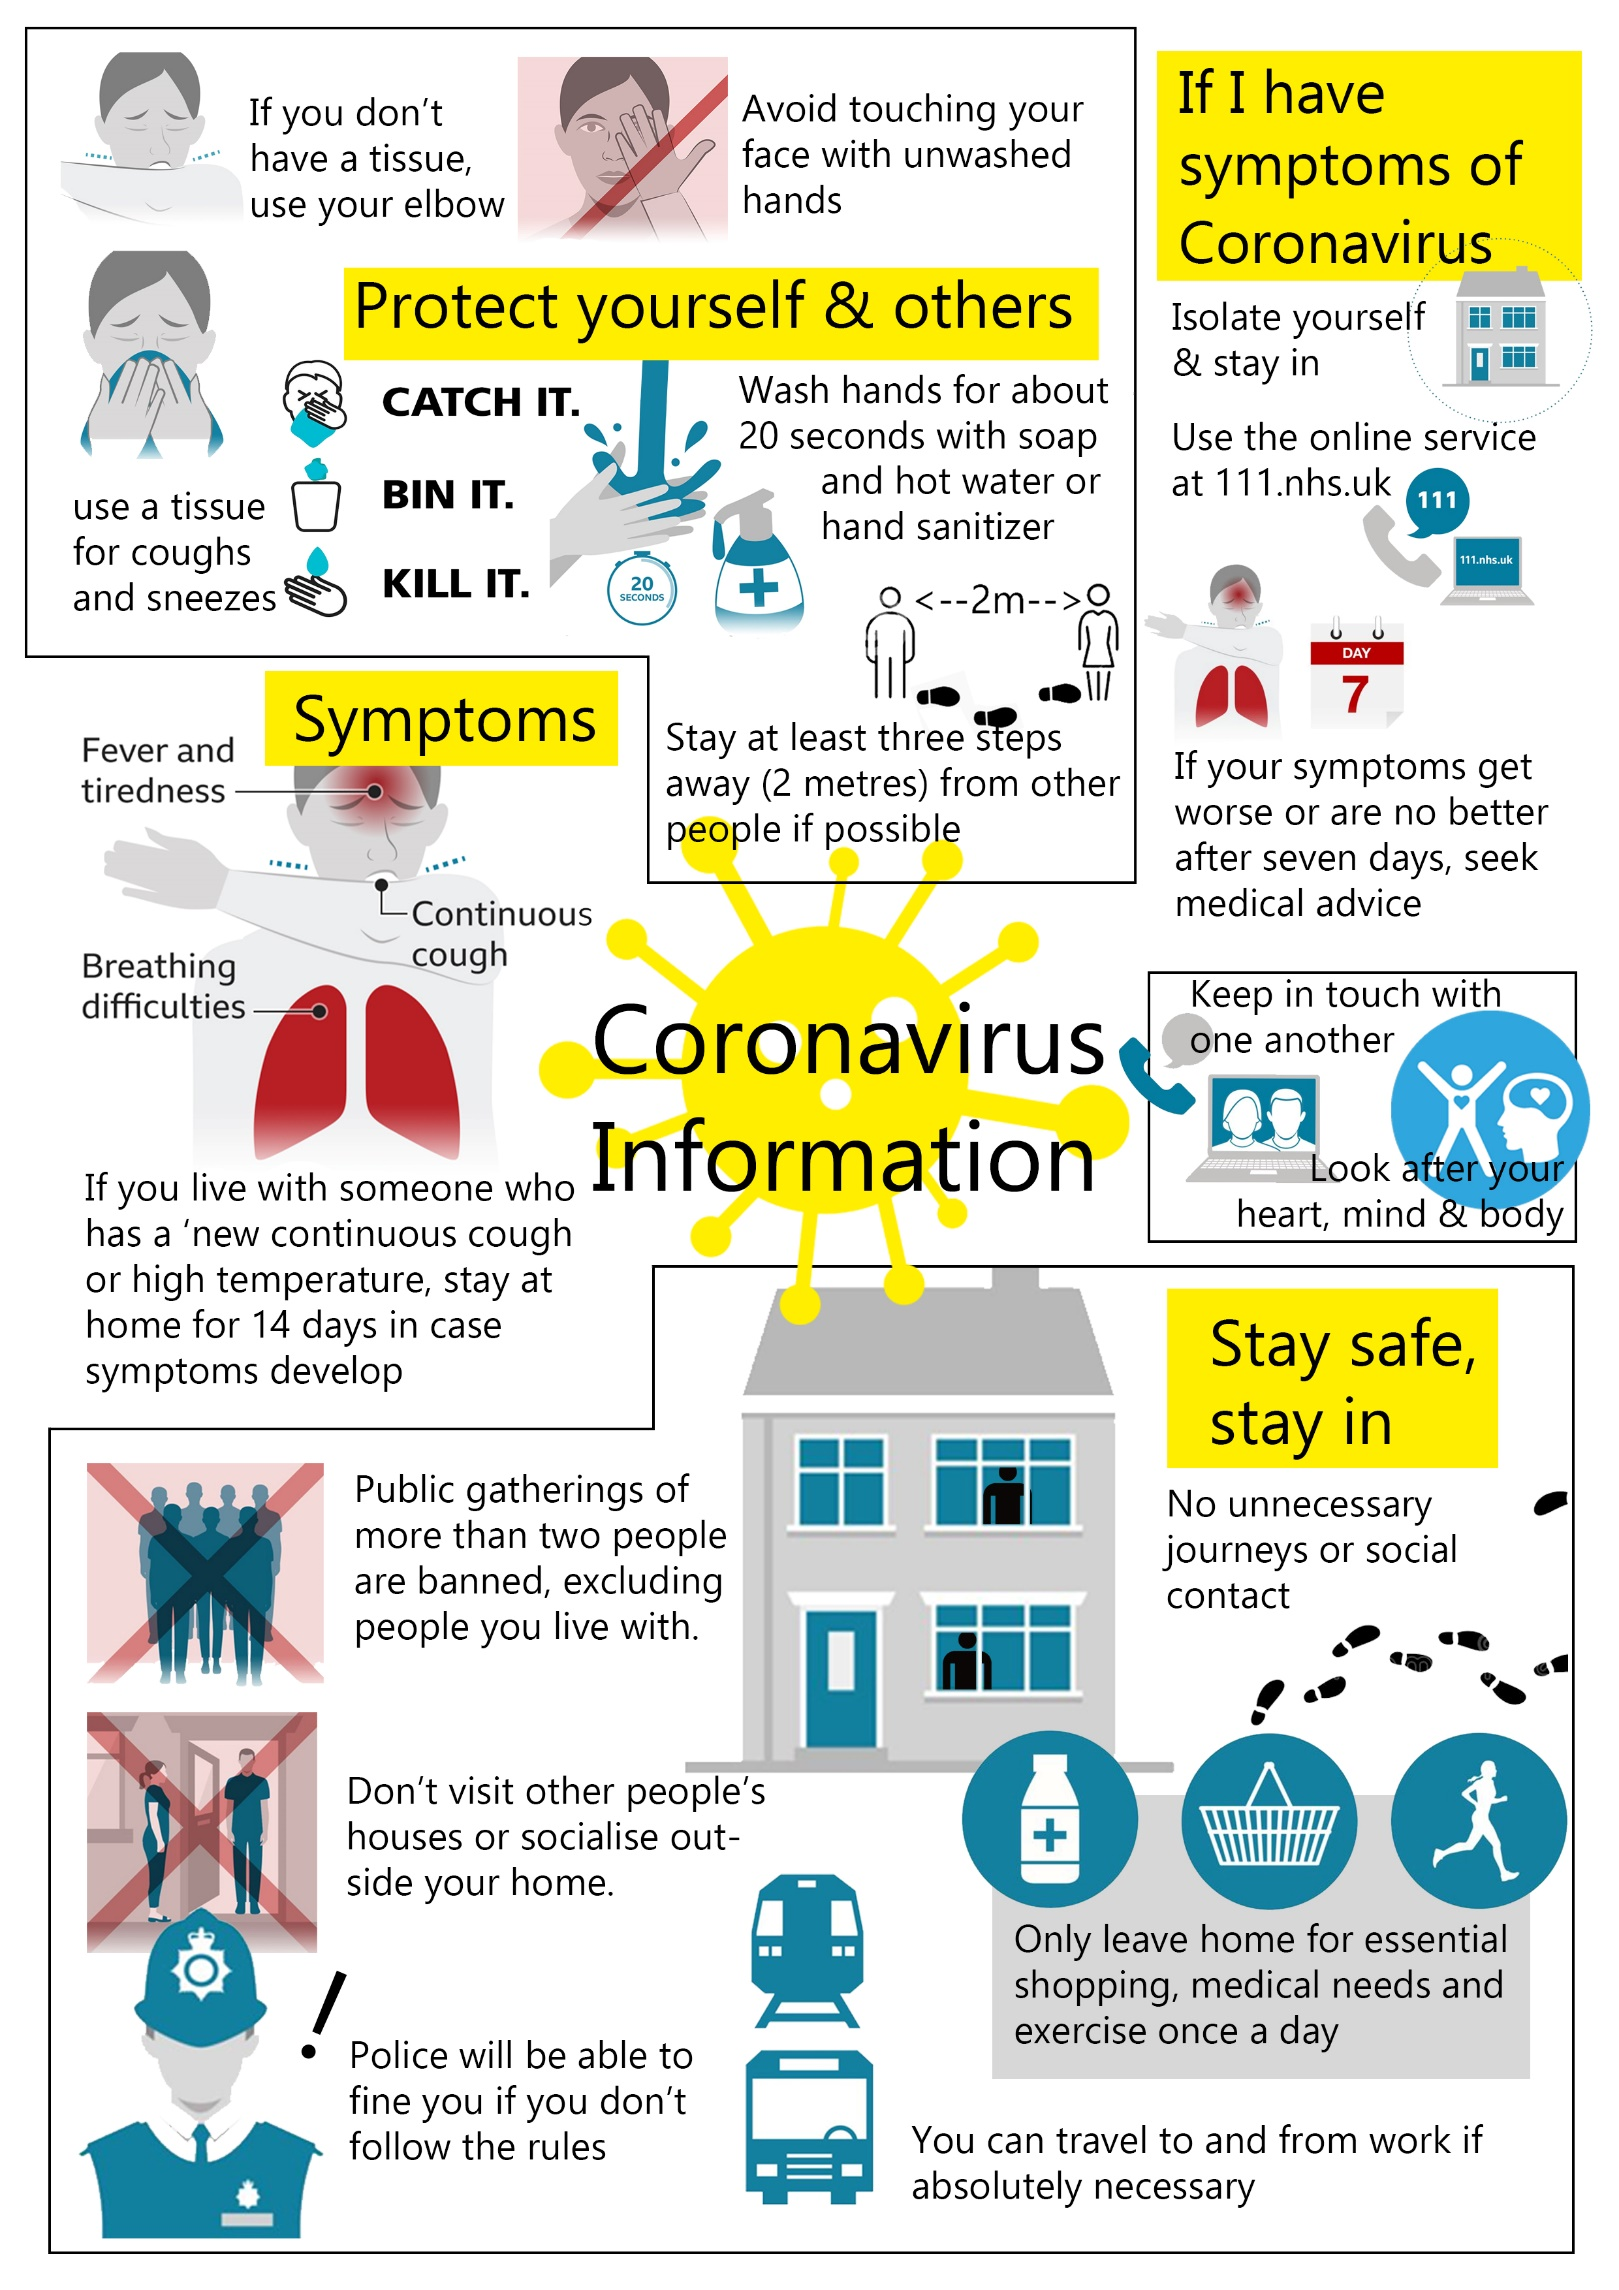 If you don't
have a tissue,
use your elbow
Avoid touching your
face with unwashed
hands
Protect yourself & others
use a tissue
for coughs
and sneezes
CATCH IT.
BIN IT.
KILL IT.
Wash hands for about
20 seconds with soap
and hot water or
hand sanitizer
20
SECONDS
<--2m-->
Stay at least three steps
away (2 metres) from other
people if possible
If I have
symptoms of
Coronavirus
Isolate yourself
& stay in
Use the online service
at 111.nhs.uk
111
111.nhs.uk
DAY
7
If your symptoms get
worse or are no better
after seven days, seek
medical advice
Symptoms
Fever and
tiredness
Continuous
cough
Breathing
difficulties
If you live with someone who
has a ‘new continuous cough
or high temperature, stay at
home for 14 days in case
symptoms develop
Coronavirus
Information
Keep in touch with
one another
Look after your
heart, mind & body
Stay safe,
stay in
No unnecessary
journeys or social
contact
Public gatherings of
more than two people
are banned, excluding
people you live with.
Don't visit other people's
houses or socialise out-
side your home.
!
Police will be able to
fine you if you don't
follow the rules
Only leave home for essential
shopping, medical needs and
exercise once a day
You can travel to and from work if
absolutely necessary